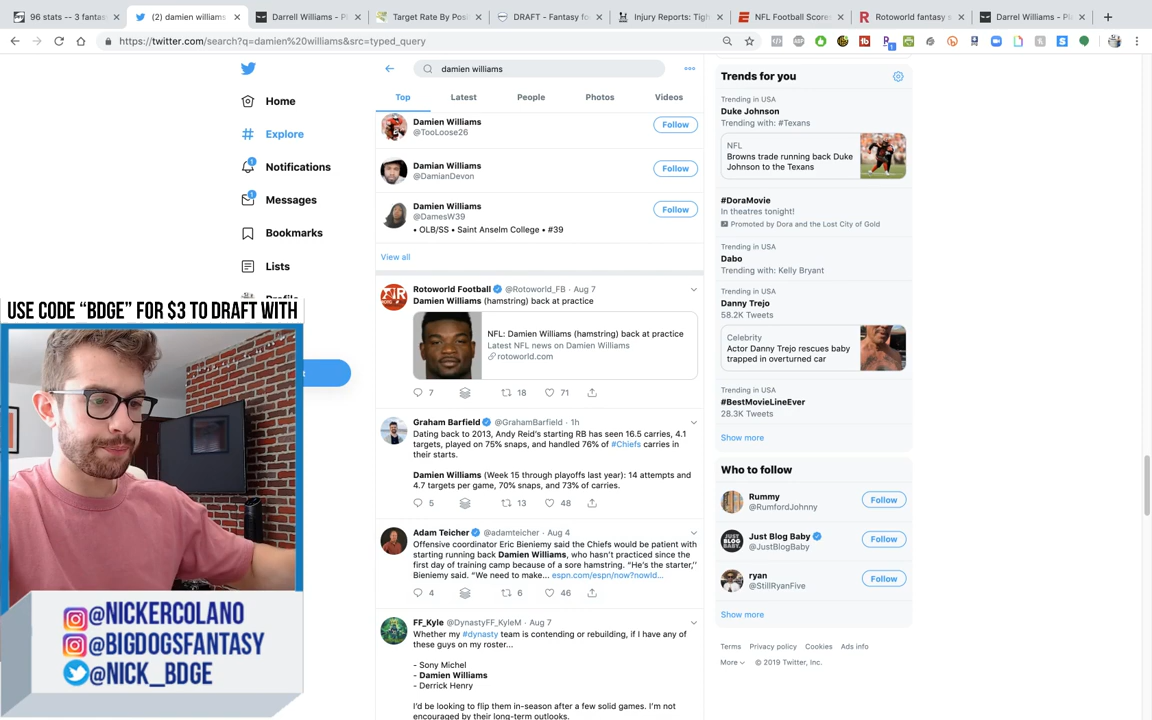 96 stats -- 3 fantas
(2) damien williams
Darrell Williams - Pl
Target Rate By Posi
DRAFT - Fantasy fo
Injury Reports: Tigh
NFL Football Scores
Rotoworld fantasy s
Darrel Williams - Pl
https://twitter.com/search?q=damien%20williams&src=typed_query
Home
Explore
Notifications
Messages
Bookmarks
Lists
damien williams
Top
Latest
People
Photos
Videos
Damien Williams
@TooLoose26
Follow
Damien Williams
@DamianDevon
Follow
Damien Williams
@DamesW39
• OLB/SS • Saint Anselm College • #39
Follow
View all
Rotoworld Football @Rotoworld_FB · Aug 7
Damien Williams (hamstring) back at practice
NFL: Damien Williams (hamstring) back at practice
Latest NFL news on Damien Williams
rotoworld.com
7 18 71
Graham Barfield @GrahamBarfield · 1h
Dating back to 2013, Andy Reid's starting RB has seen 16.5 carries, 4.1
targets, played on 75% snaps, and handled 76% of #Chiefs carries in
their starts.
Damien Williams (Week 15 through playoffs last year): 14 attempts and
4.7 targets per game, 70% snaps, and 73% of carries.
5 13 48
Adam Teicher @adamteicher · Aug 4
Offensive coordinator Eric Bieniemy said the Chiefs would be patient with
starting running back Damien Williams, who hasn't practiced since the
first day of training camp because of a sore hamstring. "He's the starter,''
Bieniemy said. "We need to make... espn.com/espn/now?nowId...
4 6 46
FF_Kyle @DynastyFF_KyleM · Aug 7
Whether my #dynasty team is contending or rebuilding, if I have any of
these guys on my roster...
- Sony Michel
- Damien Williams
- Derrick Henry
I'd be looking to flip them in-season after a few solid games. I'm not
encouraged by their long-term outlooks.
Trends for you
Trending in USA
Duke Johnson
Trending with: #Texans
NFL
Browns trade running back Duke
Johnson to the Texans
#DoraMovie
In theatres tonight!
Promoted by Dora and the Lost City of Gold
Trending in USA
Dabo
Trending with: Kelly Bryant
Trending in USA
Danny Trejo
58.2K Tweets
Celebrity
Actor Danny Trejo rescues baby
trapped in overturned car
Trending in USA
#BestMovieLineEver
28.3K Tweets
Show more
Who to follow
Rummy
@RumfordJohnny
Follow
Just Blog Baby
@JustBlogBaby
Follow
ryan
@StillRyanFive
Follow
Show more
Terms Privacy policy Cookies Ads info
More © 2019 Twitter, Inc.
USE CODE "BDGE" FOR $3 TO DRAFT WITH
@NICKERCOLANO
@BIGDOGSFANTASY
@NICK_BDGE